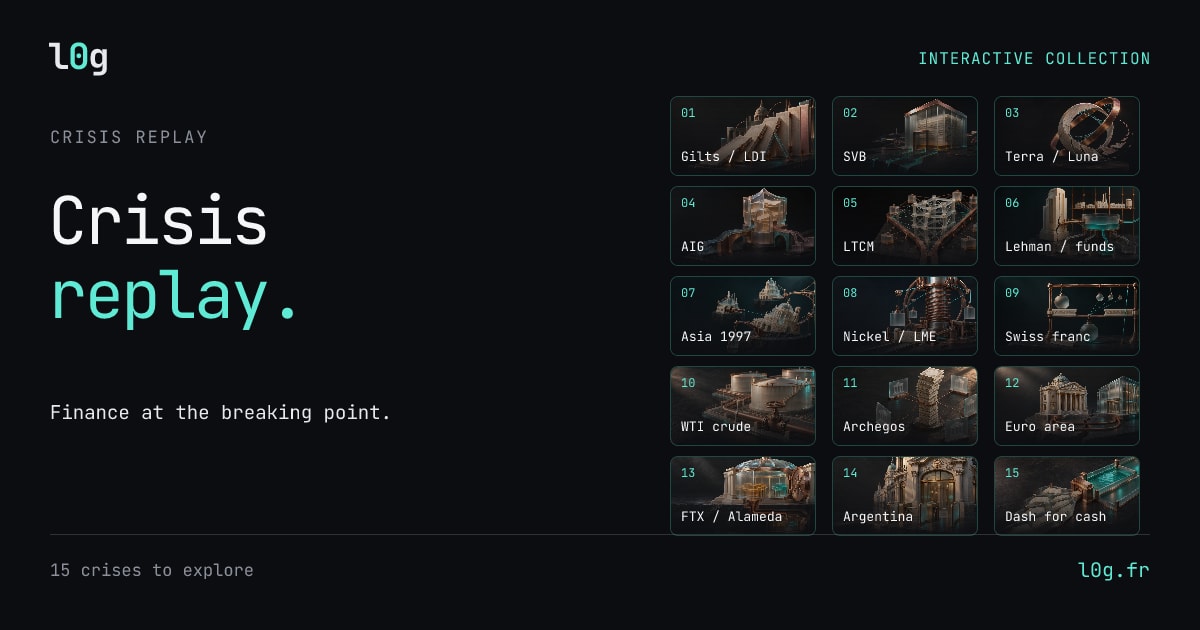 l0g
INTERACTIVE COLLECTION
CRISIS REPLAY
Crisis
replay.
Finance at the breaking point.
01
Gilts / LDI
02
SVB
03
Terra / Luna
04
AIG
05
LTCM
06
Lehman / funds
07
Asia 1997
08
Nickel / LME
09
Swiss franc
10
WTI crude
11
Archegos
12
Euro area
13
FTX / Alameda
14
Argentina
15
Dash for cash
15 crises to explore
l0g.fr